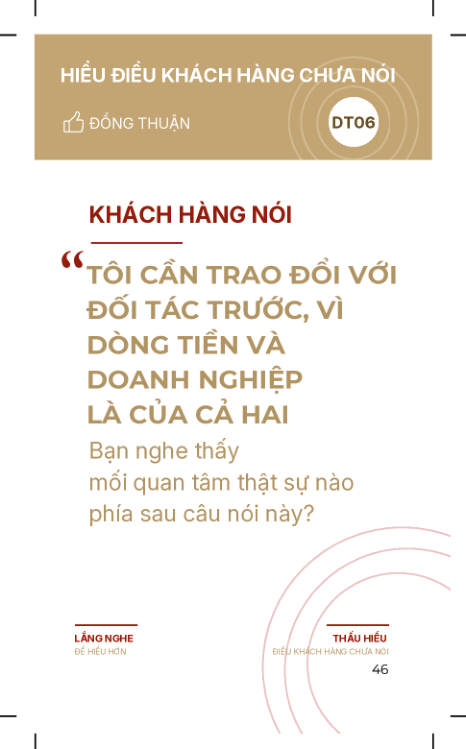 HIỂU ĐIỀU KHÁCH HÀNG CHƯA NÓI
ĐỒNG THUẬN
DT06
KHÁCH HÀNG NÓI
“TÔI CẦN TRAO ĐỔI VỚI
ĐỐI TÁC TRƯỚC, VÌ
DÒNG TIỀN VÀ
DOANH NGHIỆP
LÀ CỦA CẢ HAI
Bạn nghe thấy
mối quan tâm thật sự nào
phía sau câu nói này?
LẮNG NGHE
ĐỂ HIỂU HƠN
THẤU HIỂU
ĐIỀU KHÁCH HÀNG CHƯA NÓI
46